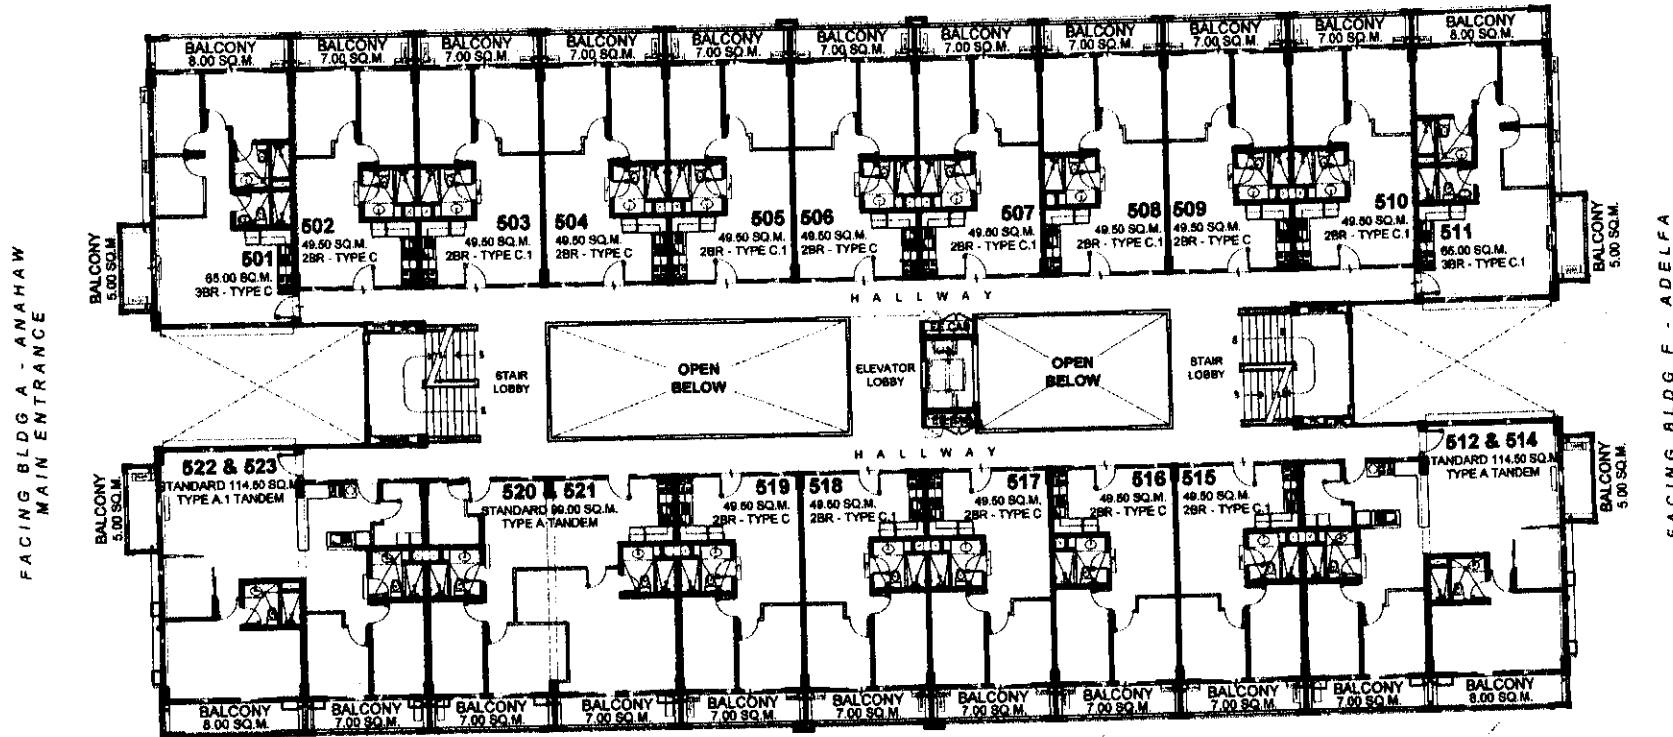 BALCONY
8.00 SQ.M.
BALCONY
7.00 SQ.M.
BALCONY
7.00 SQ.M.
BALCONY
7.00 SQ.M.
BALCONY
7.00 SQ.M.
BALCONY
7.00 SQ.M.
BALCONY
7.00 SQ.M.
BALCONY
7.00 SQ.M.
BALCONY
7.00 SQ.M.
BALCONY
7.00 SQ.M.
BALCONY
8.00 SQ.M.
FACING BLDG A - ANAHAW
MAIN ENTRANCE
BALCONY
5.00 SQ.M.
501
65.00 SQ.M.
3BR - TYPE C
502
49.50 SQ.M.
2BR - TYPE C
503
49.50 SQ.M.
2BR - TYPE C.1
504
49.50 SQ.M.
2BR - TYPE C
505
49.50 SQ.M.
2BR - TYPE C.1
506
49.50 SQ.M.
2BR - TYPE C
507
49.50 SQ.M.
2BR - TYPE C.1
508
49.50 SQ.M.
2BR - TYPE C.1
509
49.50 SQ.M.
2BR - TYPE C
510
49.50 SQ.M.
2BR - TYPE C.1
511
65.00 SQ.M.
3BR - TYPE C.1
BALCONY
5.00 SQ.M.
FACING BLDG F - ADELFA
HALLWAY
STAIR
LOBBY
OPEN
BELOW
ELEVATOR
LOBBY
OPEN
BELOW
STAIR
LOBBY
HALLWAY
BALCONY
5.00 SQ.M.
522 & 523
STANDARD 114.50 SQ.M
TYPE A.1 TANDEM
520 & 521
STANDARD 99.00 SQ.M.
TYPE A TANDEM
519
49.50 SQ.M.
2BR - TYPE C
518
49.50 SQ.M.
2BR - TYPE C.1
517
49.50 SQ.M.
2BR - TYPE C
516
49.50 SQ.M.
2BR - TYPE C
515
49.50 SQ.M.
2BR - TYPE C.1
512 & 514
STANDARD 114.50 SQ.M
TYPE A TANDEM
BALCONY
5.00 SQ.M.
BALCONY
8.00 SQ.M.
BALCONY
7.00 SQ.M.
BALCONY
7.00 SQ.M.
BALCONY
7.00 SQ.M.
BALCONY
7.00 SQ.M.
BALCONY
7.00 SQ.M.
BALCONY
7.00 SQ.M.
BALCONY
7.00 SQ.M.
BALCONY
7.00 SQ.M.
BALCONY
7.00 SQ.M.
BALCONY
8.00 SQ.M.